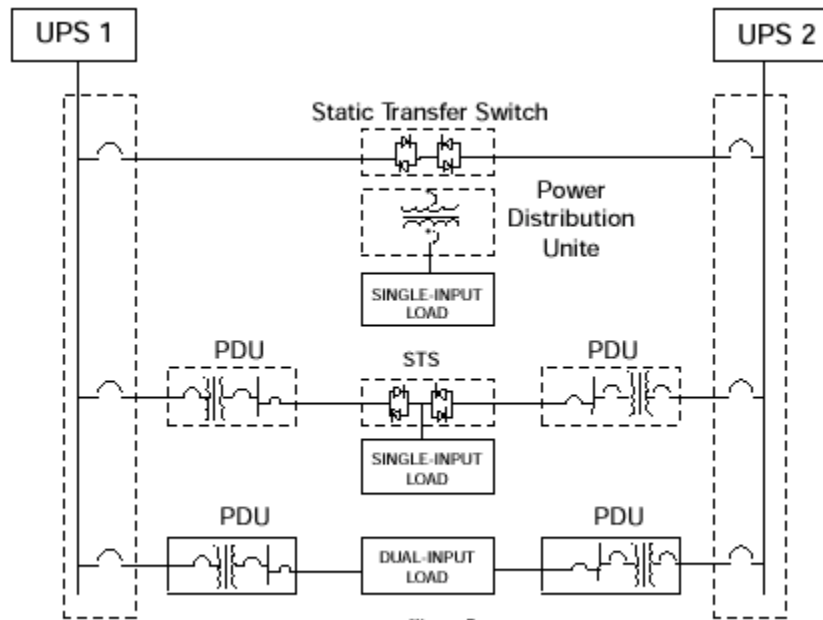 UPS 1
UPS 2
Static Transfer Switch
Power
Distribution
Unite
SINGLE-INPUT
LOAD
PDU
STS
PDU
SINGLE-INPUT
LOAD
PDU
PDU
DUAL-INPUT
LOAD